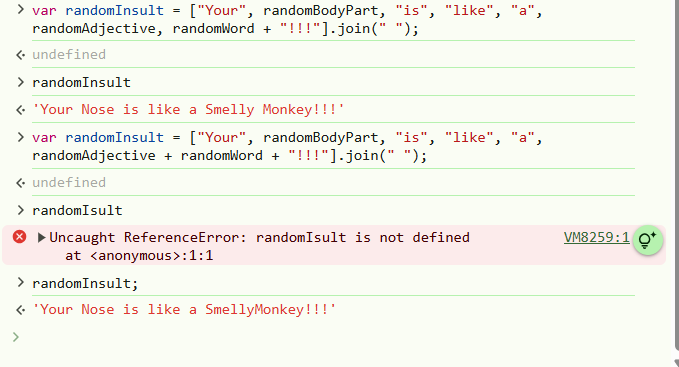 > var randomInsult = ["Your", randomBodyPart, "is", "like", "a",
randomAdjective, randomWord + "!!!"].join(" ");
undefined
> randomInsult
'Your Nose is like a Smelly Monkey!!!'
> var randomInsult = ["Your", randomBodyPart, "is", "like", "a",
randomAdjective + randomWord + "!!!"].join(" ");
undefined
> randomIsult
Uncaught ReferenceError: randomIsult is not defined VM8259:1
at <anonymous>:1:1
> randomInsult;
'Your Nose is like a SmellyMonkey!!!'
>